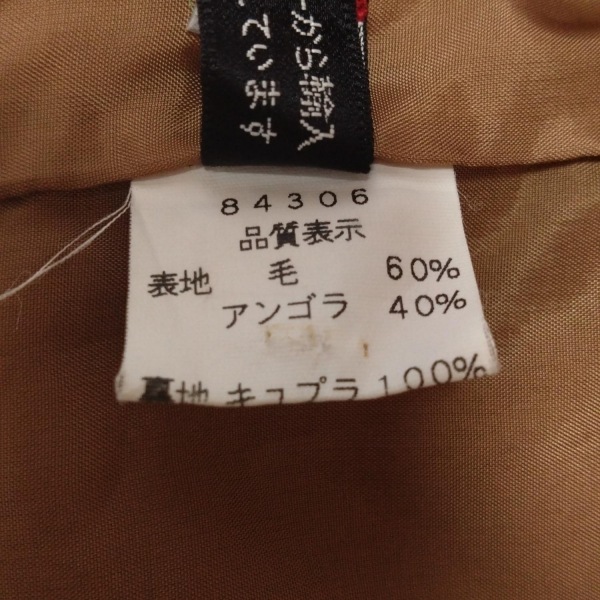 ーから輸入
ています
84306
品質表示
表地 毛 60%
アンゴラ 40%
裏地 キュプラ 100%